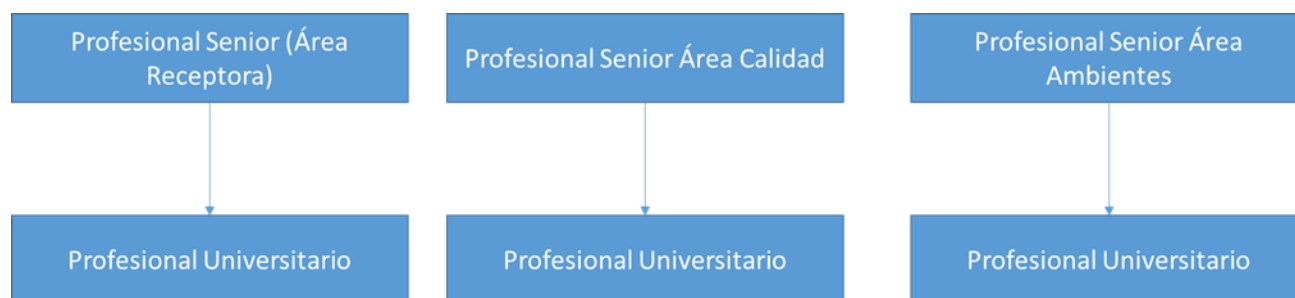 Profesional Senior (Área
Receptora)
Profesional Senior Área Calidad
Profesional Senior Área
Ambientes
Profesional Universitario
Profesional Universitario
Profesional Universitario